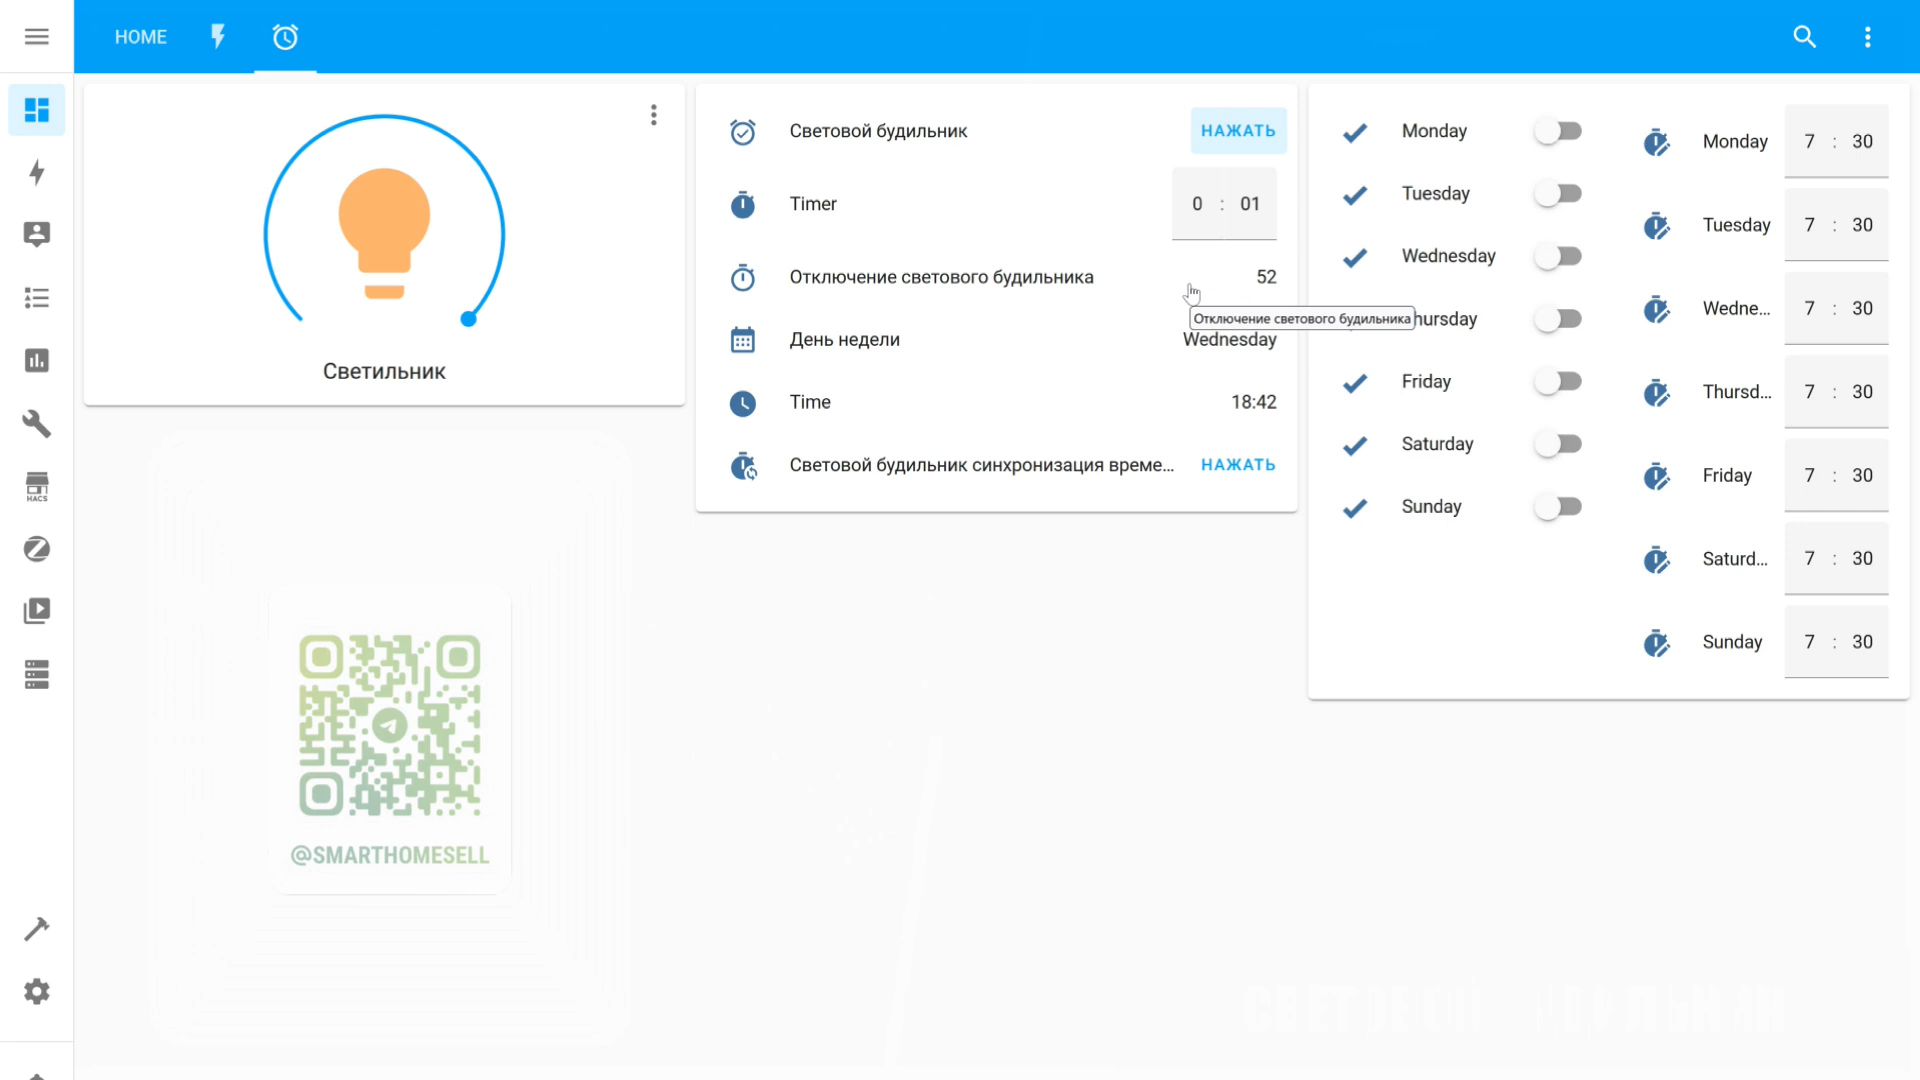 HOME
Светильник
Световой будильник НАЖАТЬ
Timer 0 : 01
Отключение светового будильника 52
Отключение светового будильника
День недели Wednesday
Time 18:42
Световой будильник синхронизация време... НАЖАТЬ
Monday
Tuesday
Wednesday
hursday
Friday
Saturday
Sunday
Monday 7 : 30
Tuesday 7 : 30
Wedne... 7 : 30
Thursd... 7 : 30
Friday 7 : 30
Saturd... 7 : 30
Sunday 7 : 30
HACS
@SMARTHOMESELL